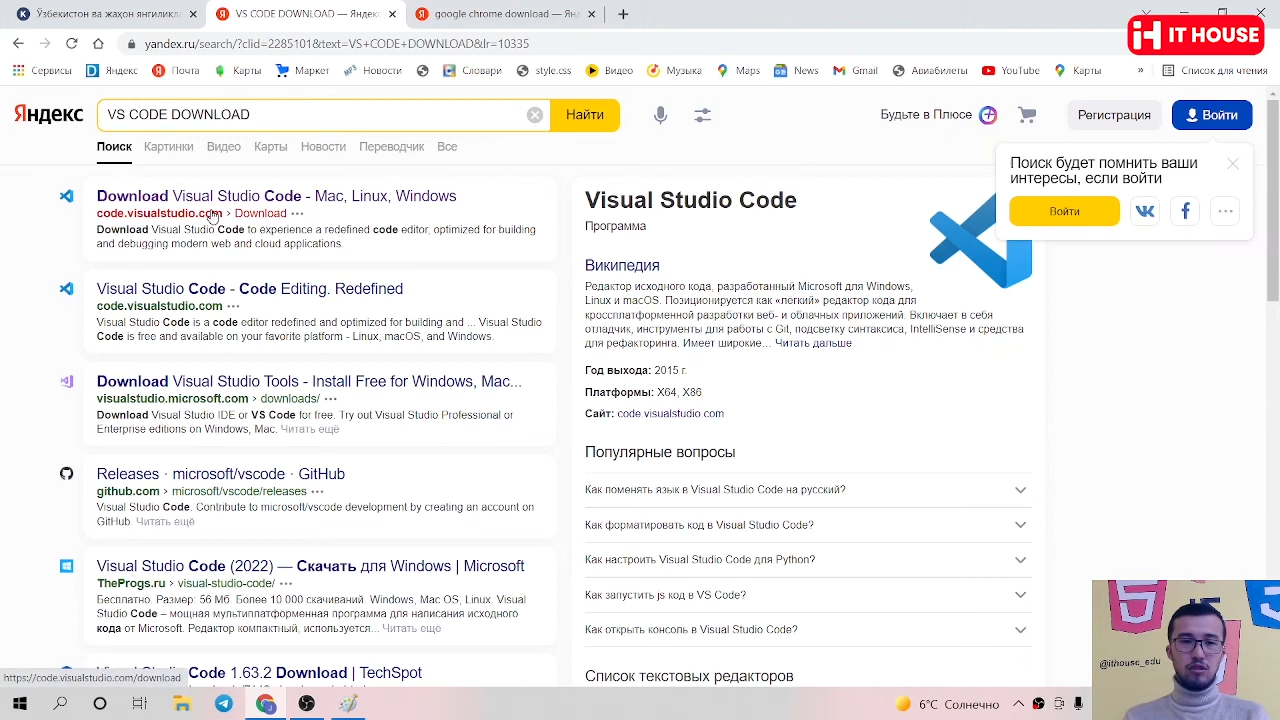 Ўзбекистон ва янгилик
VS CODE DOWNLOAD — Яндекс
google chrome download — Янд
yandex.ru/search/?clid=2285101&text=VS+CODE+DOWNLOAD&lr=10335
IT HOUSE
Сервисы
Яндекс
Почта
Карты
Маркет
Новости
Словари
style.css
Видео
Музыка
Maps
News
Gmail
Авиабилеты
YouTube
Карты
»
Список для чтения
Яндекс
VS CODE DOWNLOAD
Найти
Будьте в Плюсе
Регистрация
Войти
Поиск Картинки Видео Карты Новости Переводчик Все
Поиск будет помнить ваши
интересы, если войти
Войти
Download Visual Studio Code - Mac, Linux, Windows
code.visualstudio.com › Download
Download Visual Studio Code to experience a redefined code editor, optimized for building
and debugging modern web and cloud applications.
Visual Studio Code - Code Editing. Redefined
code.visualstudio.com
Visual Studio Code is a code editor redefined and optimized for building and ... Visual Studio
Code is free and available on your favorite platform - Linux, macOS, and Windows.
Download Visual Studio Tools - Install Free for Windows, Mac...
visualstudio.microsoft.com › downloads/
Download Visual Studio IDE or VS Code for free. Try out Visual Studio Professional or
Enterprise editions on Windows, Mac. Читать ещё
Releases · microsoft/vscode · GitHub
github.com › microsoft/vscode/releases
Visual Studio Code. Contribute to microsoft/vscode development by creating an account on
GitHub. Читать ещё
Visual Studio Code (2022) — Скачать для Windows | Microsoft
TheProgs.ru › visual-studio-code/
Бесплатно. Размер: 56 Мб. Более 10 000 скачиваний. Windows, Mac OS, Linux. Visual
Studio Code – мощная мультиплатформенная программа для написания исходного
кода от Microsoft. Редактор компактный, используется... Читать ещё
Visual Studio Code 1.63.2 Download | TechSpot
Visual Studio Code
Программа
Википедия
Редактор исходного кода, разработанный Microsoft для Windows,
Linux и macOS. Позиционируется как «легкий» редактор кода для
кроссплатформенной разработки веб- и облачных приложений. Включает в себя
отладчик, инструменты для работы с Git, подсветку синтаксиса, IntelliSense и средства
для рефакторинга. Имеет широкие... Читать дальше
Год выхода: 2015 г.
Платформы: X64, X86
Сайт: code.visualstudio.com
Популярные вопросы
Как поменять язык в Visual Studio Code на русский?
Как форматировать код в Visual Studio Code?
Как настроить Visual Studio Code для Python?
Как запустить js код в VS Code?
Как открыть консоль в Visual Studio Code?
Список текстовых редакторов
https://code.visualstudio.com/download
6°C Солнечно
@ithouse_edu